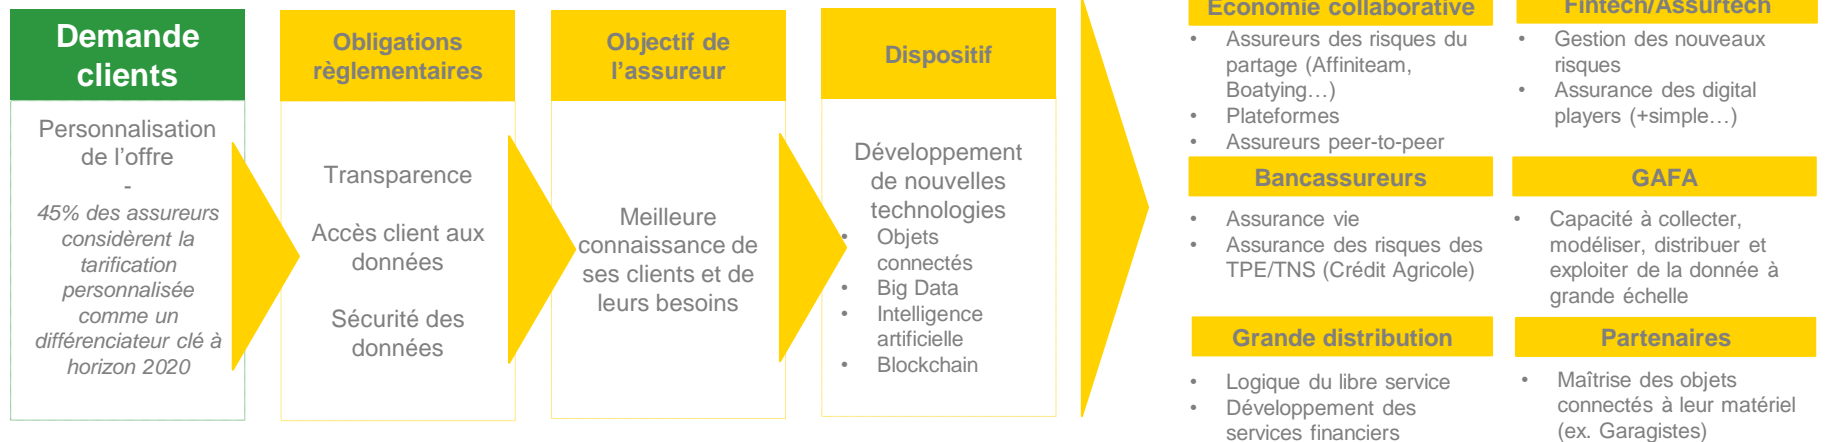 Demande
clients
Personnalisation
de l'offre
-
45% des assureurs
considèrent la
tarification
personnalisée
comme un
différenciateur clé à
horizon 2020
Obligations
règlementaires
Transparence
Accès client aux
données
Sécurité des
données
Objectif de
l'assureur
Meilleure
connaissance de
ses clients et de
leurs besoins
Dispositif
Développement
de nouvelles
technologies
• Objets
connectés
• Big Data
• Intelligence
artificielle
• Blockchain
Economie collaborative
• Assureurs des risques du
partage (Affiniteam,
Boatying…)
• Plateformes
• Assureurs peer-to-peer
Fintech/Assurtech
• Gestion des nouveaux
risques
• Assurance des digital
players (+simple…)
Bancassureurs
• Assurance vie
• Assurance des risques des
TPE/TNS (Crédit Agricole)
GAFA
• Capacité à collecter,
modéliser, distribuer et
exploiter de la donnée à
grande échelle
Grande distribution
• Logique du libre service
• Développement des
services financiers
Partenaires
• Maîtrise des objets
connectés à leur matériel
(ex. Garagistes)